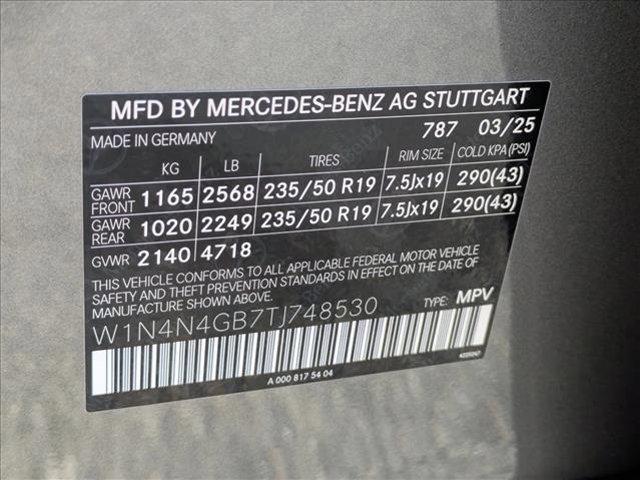 MFD BY MERCEDES-BENZ AG STUTTGART
MADE IN GERMANY 787 03/25
KG LB TIRES RIM SIZE COLD KPA (PSI)
GAWR FRONT 1165 2568 235/50 R19 7.5Jx19 290(43)
GAWR REAR 1020 2249 235/50 R19 7.5Jx19 290(43)
GVWR 2140 4718
THIS VEHICLE CONFORMS TO ALL APPLICABLE FEDERAL MOTOR VEHICLE
SAFETY AND THEFT PREVENTION STANDARDS IN EFFECT ON THE DATE OF
MANUFACTURE SHOWN ABOVE.
W1N4N4GB7TJ748530 TYPE: MPV
A 000 817 54 04